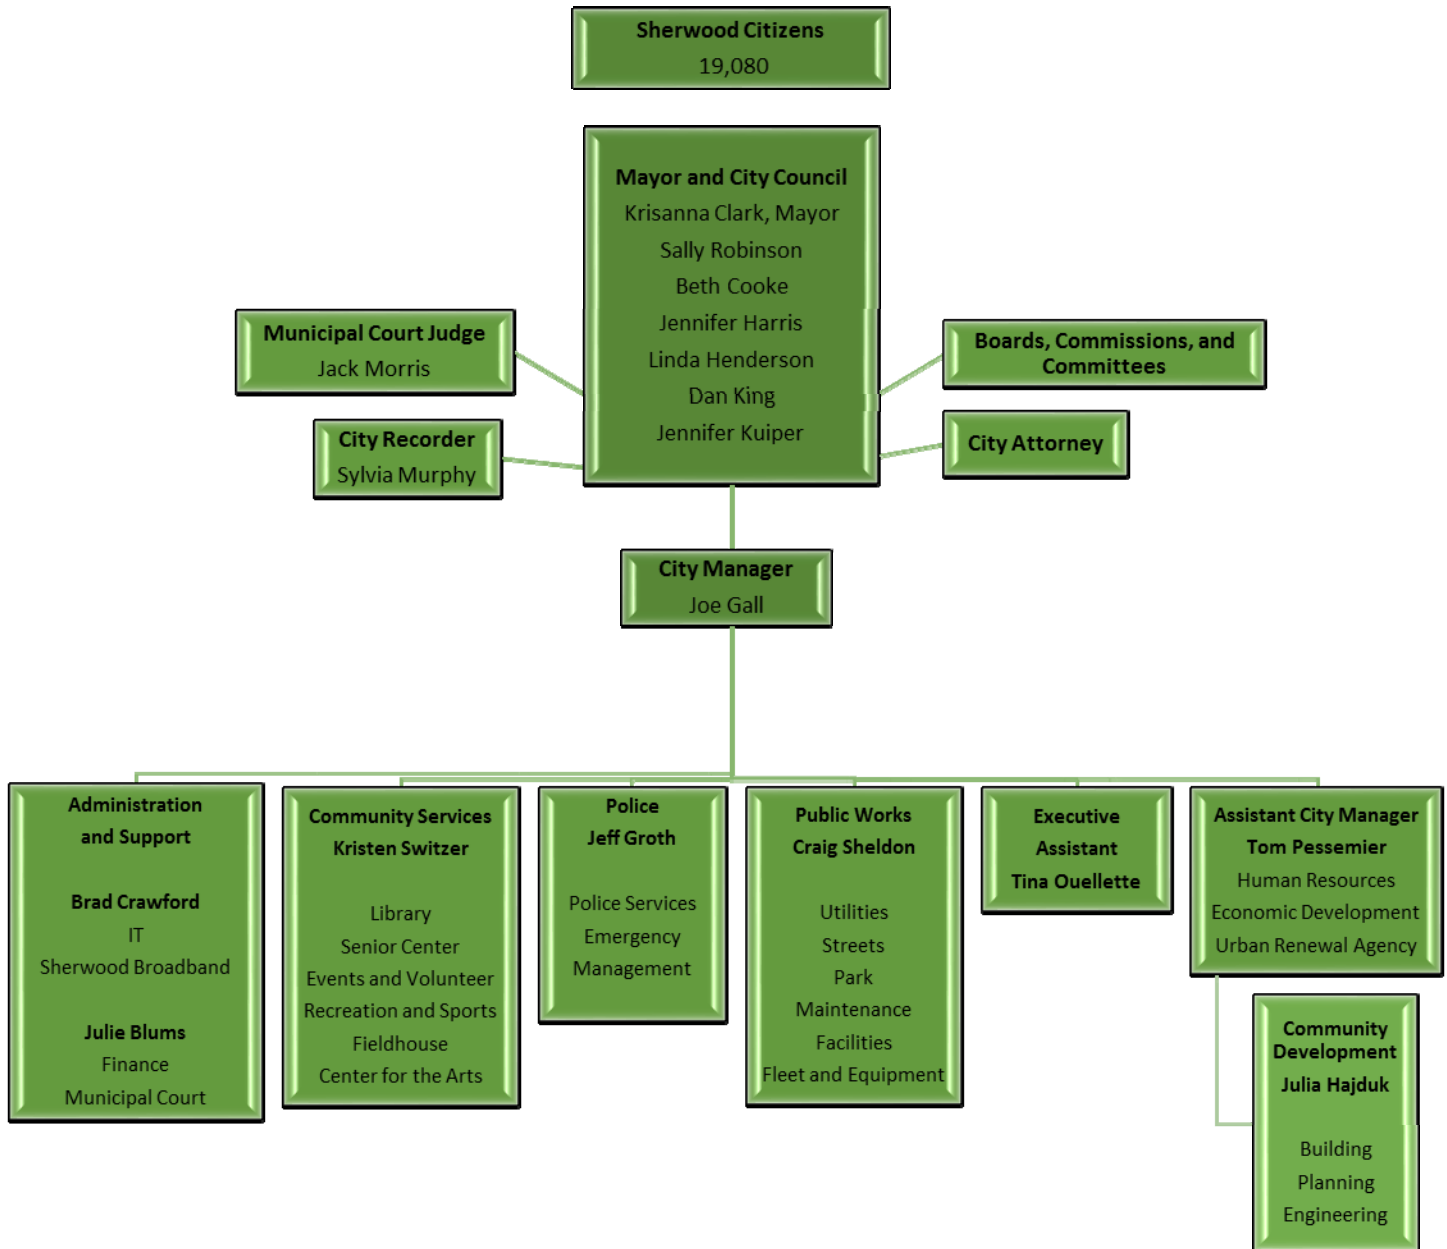 Sherwood Citizens
19,080
Mayor and City Council
Krisanna Clark, Mayor
Sally Robinson
Beth Cooke
Jennifer Harris
Linda Henderson
Dan King
Jennifer Kuiper
Municipal Court Judge
Jack Morris
City Recorder
Sylvia Murphy
Boards, Commissions, and
Committees
City Attorney
City Manager
Joe Gall
Administration
and Support
Brad Crawford
IT
Sherwood Broadband
Julie Blums
Finance
Municipal Court
Community Services
Kristen Switzer
Library
Senior Center
Events and Volunteer
Recreation and Sports
Fieldhouse
Center for the Arts
Police
Jeff Groth
Police Services
Emergency
Management
Public Works
Craig Sheldon
Utilities
Streets
Park
Maintenance
Facilities
Fleet and Equipment
Executive
Assistant
Tina Ouellette
Assistant City Manager
Tom Pessemier
Human Resources
Economic Development
Urban Renewal Agency
Community
Development
Julia Hajduk
Building
Planning
Engineering